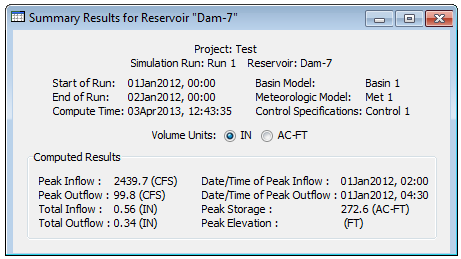 Summary Results for Reservoir "Dam-7"
Project: Test
Simulation Run: Run 1 Reservoir: Dam-7
Start of Run: 01Jan2012, 00:00 Basin Model: Basin 1
End of Run: 02Jan2012, 00:00 Meteorologic Model: Met 1
Compute Time: 03Apr2013, 12:43:35 Control Specifications: Control 1
Volume Units: IN AC-FT
Computed Results
Peak Inflow : 2439.7 (CFS) Date/Time of Peak Inflow : 01Jan2012, 02:00
Peak Outflow : 99.8 (CFS) Date/Time of Peak Outflow : 01Jan2012, 04:30
Total Inflow : 0.56 (IN) Peak Storage : 272.6 (AC-FT)
Total Outflow : 0.34 (IN) Peak Elevation : (FT)